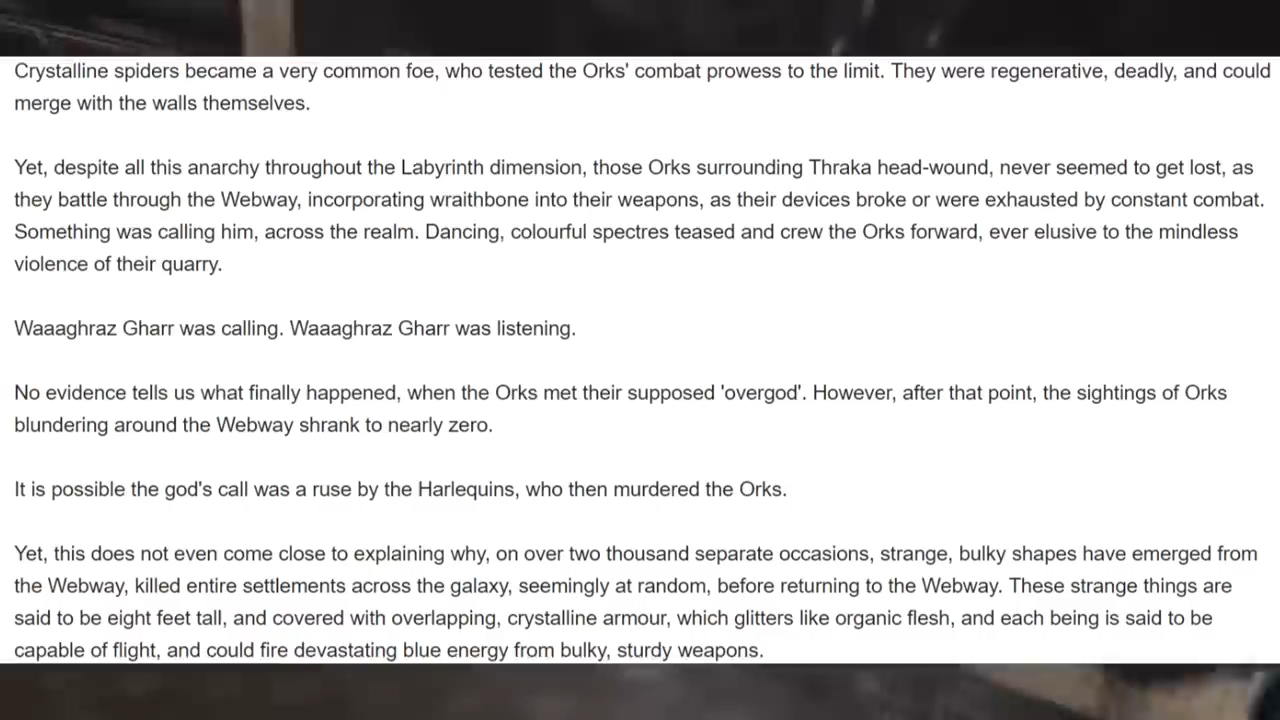 Crystalline spiders became a very common foe, who tested the Orks' combat prowess to the limit. They were regenerative, deadly, and could
merge with the walls themselves.
Yet, despite all this anarchy throughout the Labyrinth dimension, those Orks surrounding Thraka head-wound, never seemed to get lost, as
they battle through the Webway, incorporating wraithbone into their weapons, as their devices broke or were exhausted by constant combat.
Something was calling him, across the realm. Dancing, colourful spectres teased and crew the Orks forward, ever elusive to the mindless
violence of their quarry.
Waaaghraz Gharr was calling. Waaaghraz Gharr was listening.
No evidence tells us what finally happened, when the Orks met their supposed 'overgod'. However, after that point, the sightings of Orks
blundering around the Webway shrank to nearly zero.
It is possible the god's call was a ruse by the Harlequins, who then murdered the Orks.
Yet, this does not even come close to explaining why, on over two thousand separate occasions, strange, bulky shapes have emerged from
the Webway, killed entire settlements across the galaxy, seemingly at random, before returning to the Webway. These strange things are
said to be eight feet tall, and covered with overlapping, crystalline armour, which glitters like organic flesh, and each being is said to be
capable of flight, and could fire devastating blue energy from bulky, sturdy weapons.